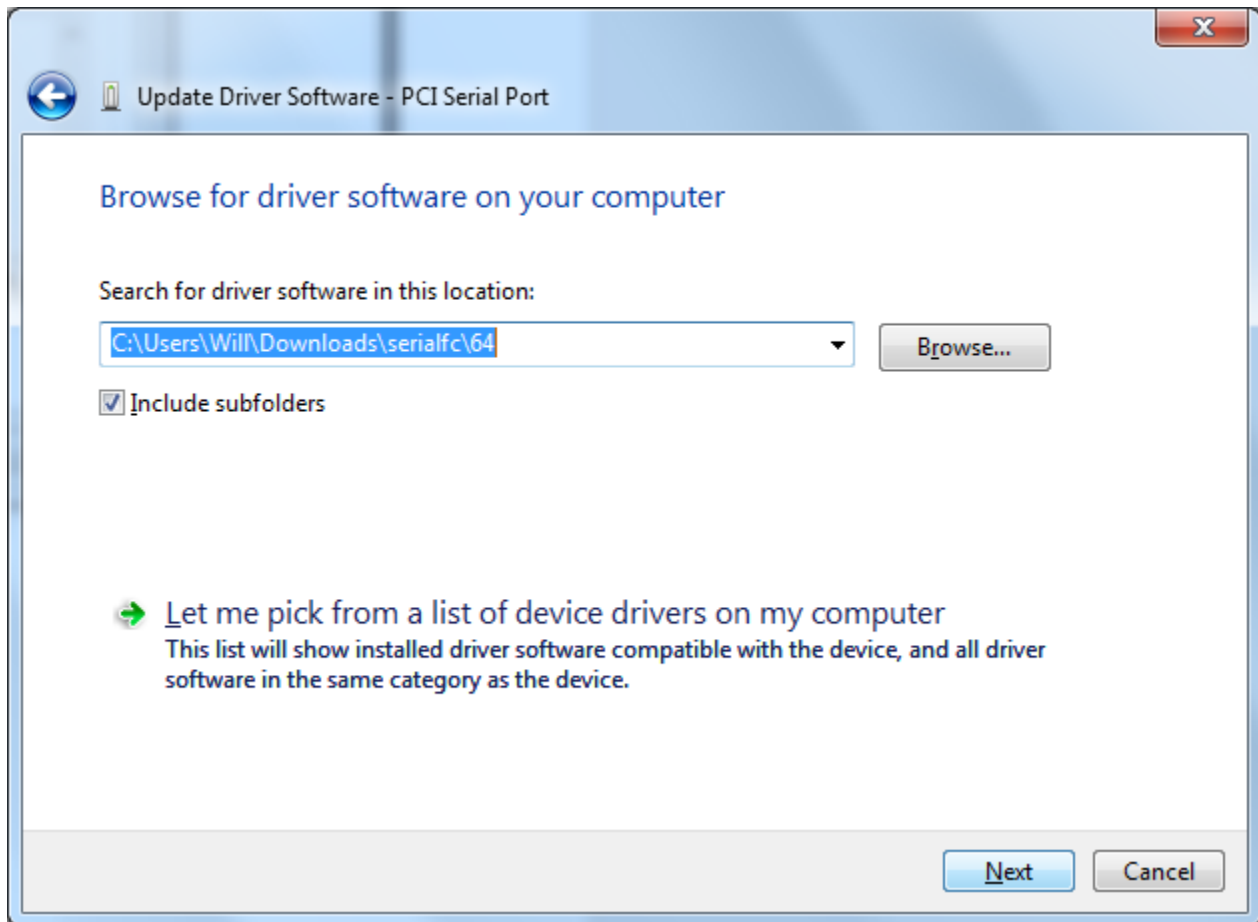 Update Driver Software - PCI Serial Port
Browse for driver software on your computer
Search for driver software in this location:
C:\Users\Will\Downloads\serialfc\64
Browse...
Include subfolders
Let me pick from a list of device drivers on my computer
This list will show installed driver software compatible with the device, and all driver
software in the same category as the device.
Next
Cancel